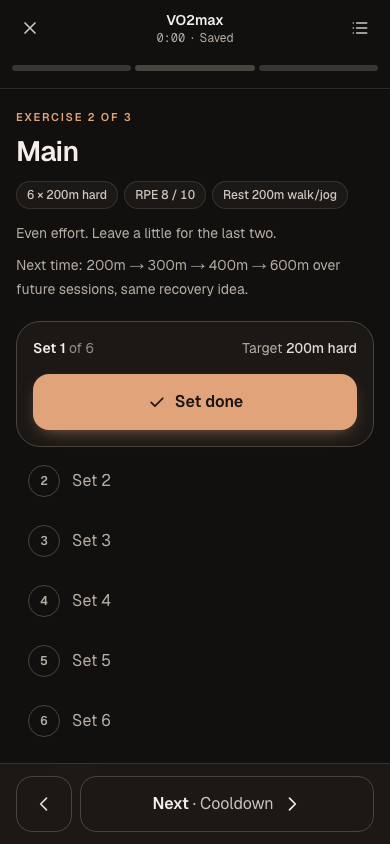 VO2max
0:00 · Saved
EXERCISE 2 OF 3
Main
6 × 200m hard
RPE 8 / 10
Rest 200m walk/jog
Even effort. Leave a little for the last two.
Next time: 200m → 300m → 400m → 600m over
future sessions, same recovery idea.
Set 1 of 6
Target 200m hard
Set done
2 Set 2
3 Set 3
4 Set 4
5 Set 5
6 Set 6
Next · Cooldown